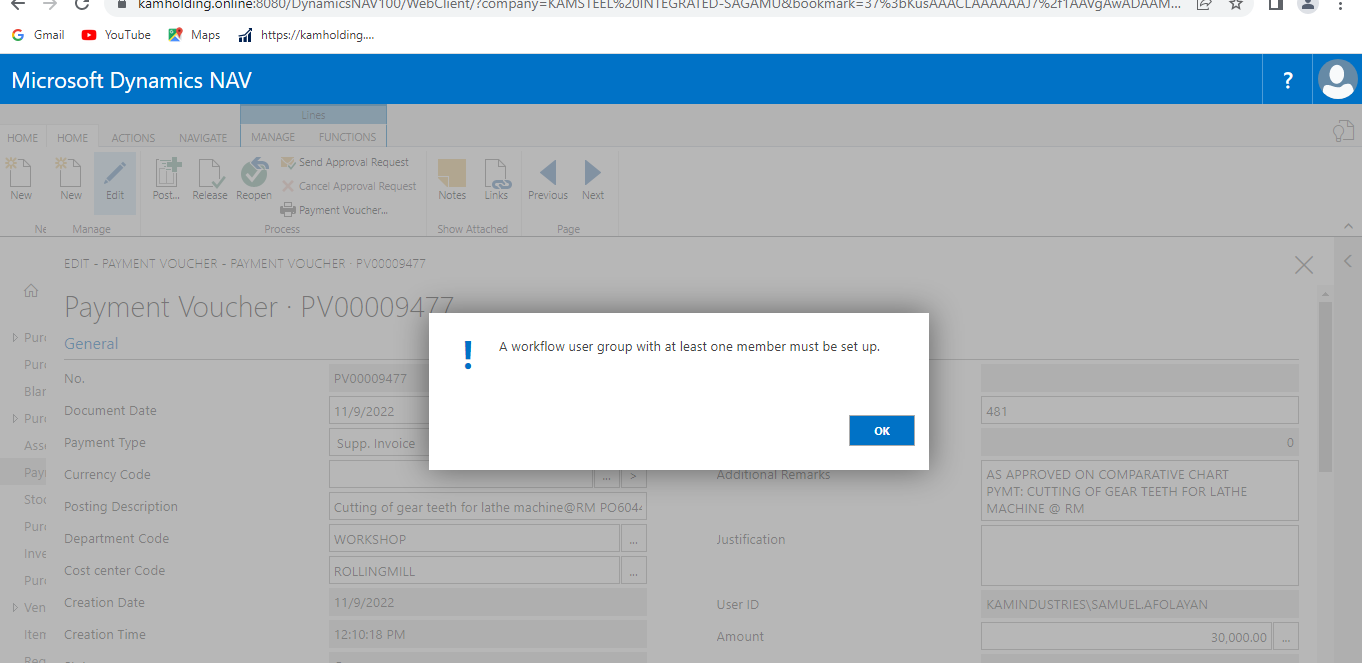 kamholding.online:8080/DynamicsNAV100/WebClient/?company=KAMSTEEL%20INTEGRATED-SAGAMU&bookmark=37%3bKusAAACLAAAAAAJ7%2f1AAVgAwADAAM...
Gmail YouTube Maps https://kamholding....
Microsoft Dynamics NAV ?
Lines
HOME HOME ACTIONS NAVIGATE MANAGE FUNCTIONS
Send Approval Request
Cancel Approval Request
New New Edit Post... Release Reopen Notes Links Previous Next
Payment Voucher...
Ne Manage Process Show Attached Page
EDIT - PAYMENT VOUCHER - PAYMENT VOUCHER · PV00009477
Payment Voucher · PV00009477
Pur
General
A workflow user group with at least one member must be set up.
OK
Pur
No. PV00009477
Blar
Document Date 11/9/2022 481
Pur
Payment Type Supp. Invoice 0
Asse
Pay
Currency Code ... > Additional Remarks AS APPROVED ON COMPARATIVE CHART
PYMT: CUTTING OF GEAR TEETH FOR LATHE
MACHINE @ RM
Stoc
Posting Description Cutting of gear teeth for lathe machine@RM PO604
Pur
Department Code WORKSHOP ... Justification
Inve
Cost center Code ROLLINGMILL ...
Pur
Creation Date 11/9/2022 User ID KAMINDUSTRIES\SAMUEL.AFOLAYAN
Ven
Creation Time 12:10:18 PM Amount 30,000.00 ...
Item